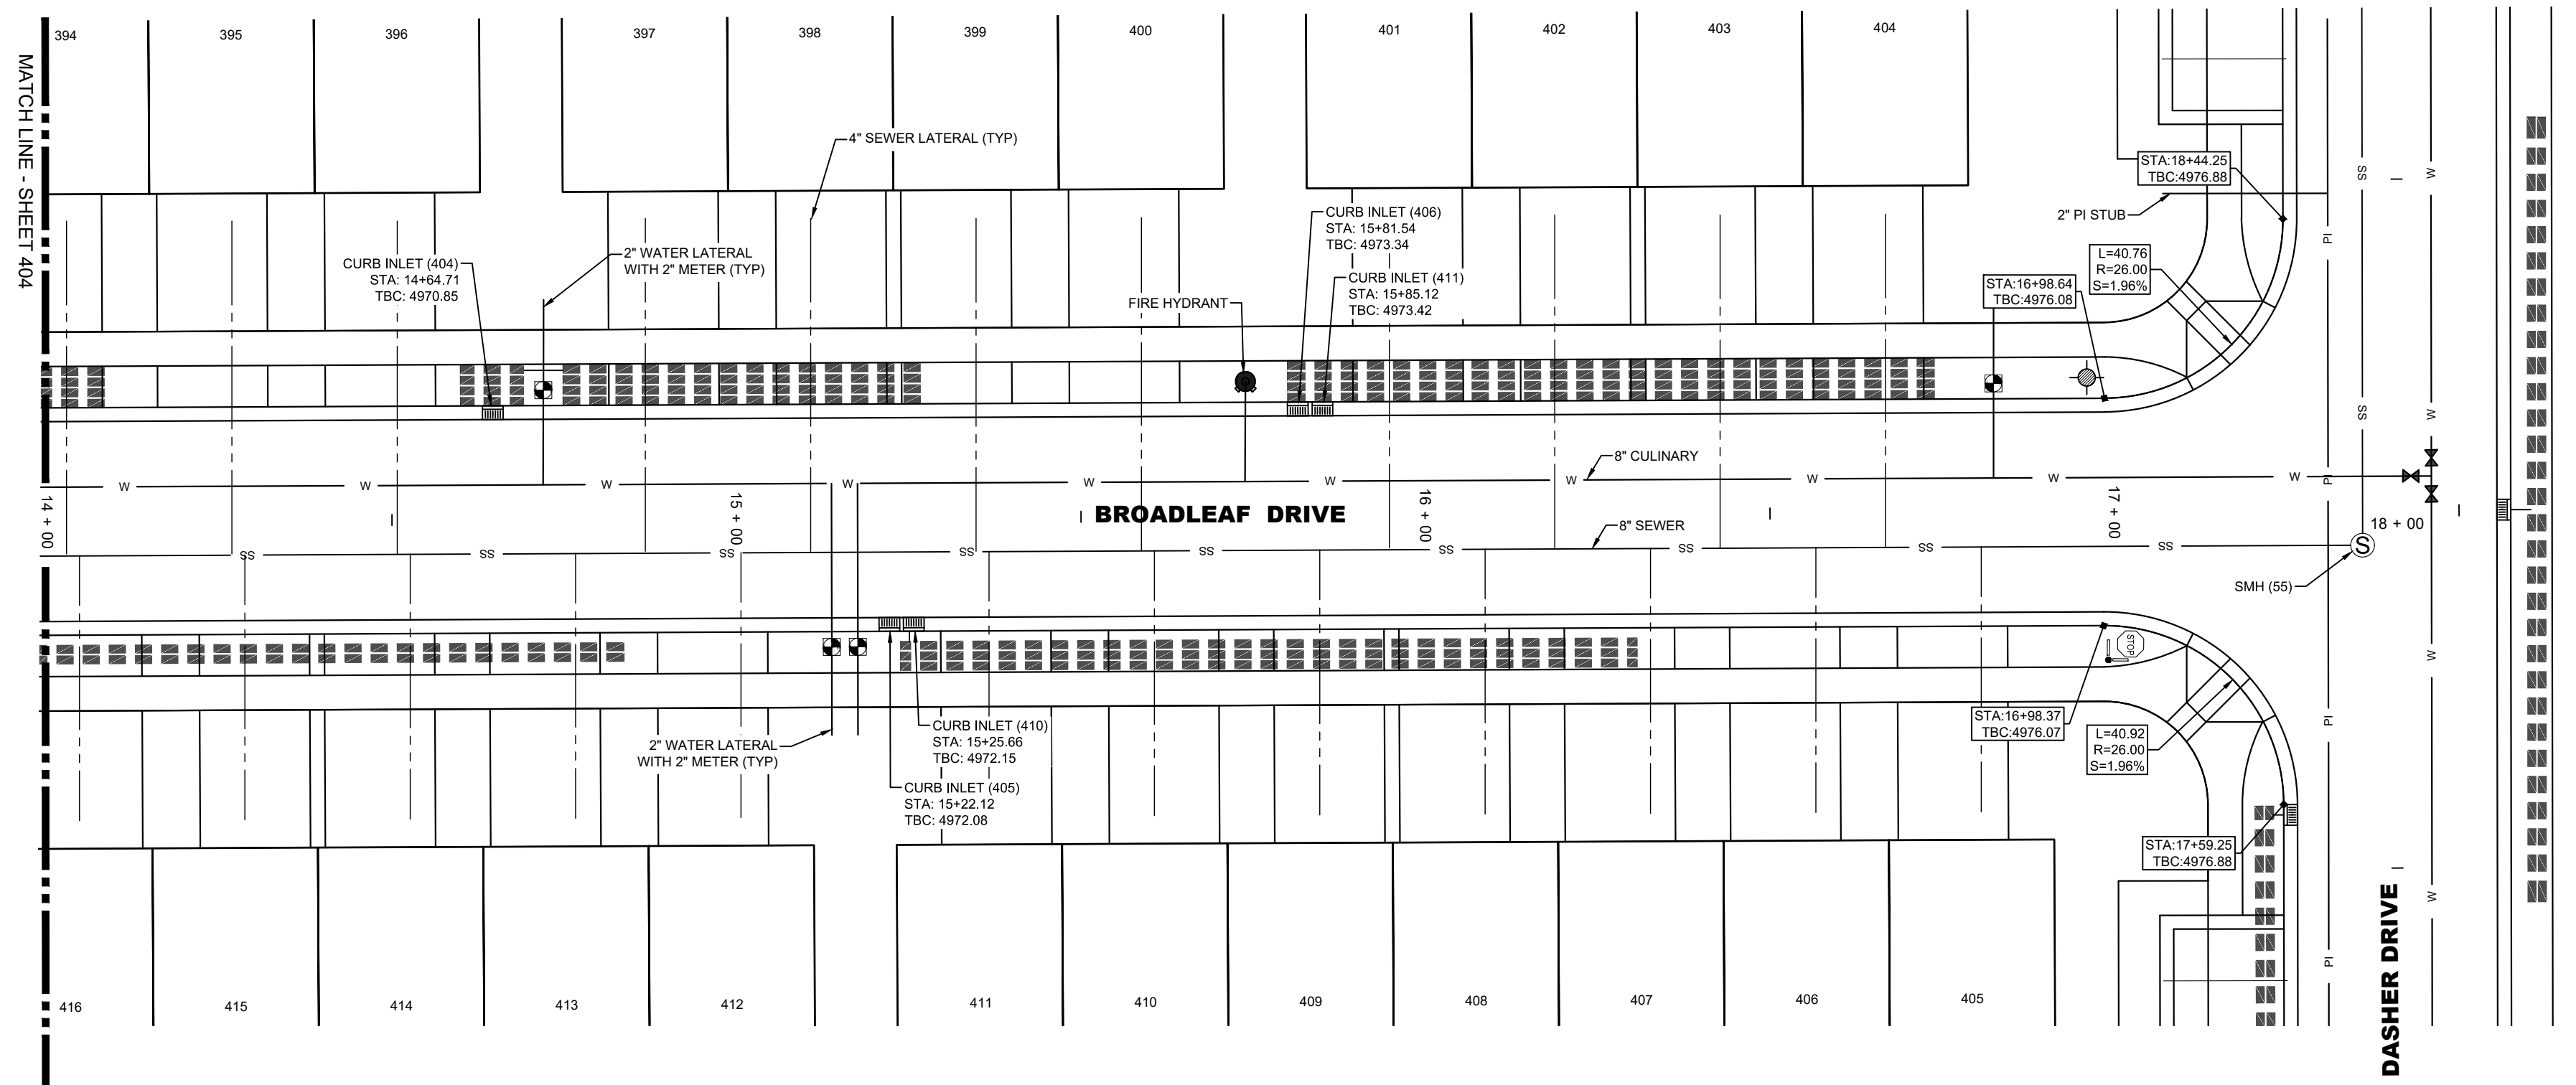 394
395
396
397
398
399
400
401
402
403
404
MATCH LINE - SHEET 404
4" SEWER LATERAL (TYP)
STA:18+44.25
TBC:4976.88
2" PI STUB
CURB INLET (406)
STA: 15+81.54
TBC: 4973.34
2" WATER LATERAL
WITH 2" METER (TYP)
CURB INLET (404)
STA: 14+64.71
TBC: 4970.85
CURB INLET (411)
STA: 15+85.12
TBC: 4973.42
FIRE HYDRANT
L=40.76
R=26.00
S=1.96%
STA:16+98.64
TBC:4976.08
PI
SS
W
SS
W
8" CULINARY
W
W
W
W
W
W
W
W
W
W
PI
14 + 00
15 + 00
BROADLEAF DRIVE
16 + 00
17 + 00
18 + 00
8" SEWER
SS
SS
SS
SS
SS
SS
SS
SS
SS
S
SMH (55)
STOP
W
STA:16+98.37
TBC:4976.07
PI
L=40.92
R=26.00
S=1.96%
CURB INLET (410)
STA: 15+25.66
TBC: 4972.15
2" WATER LATERAL
WITH 2" METER (TYP)
CURB INLET (405)
STA: 15+22.12
TBC: 4972.08
STA:17+59.25
TBC:4976.88
W
PI
DASHER DRIVE
416
415
414
413
412
411
410
409
408
407
406
405